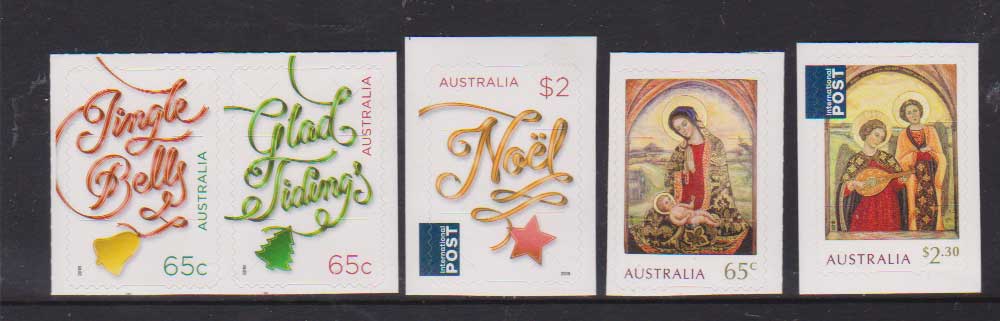 Jingle
Bells
AUSTRALIA
65c
Glad
Tidings
AUSTRALIA
65c
AUSTRALIA $2
Noël
International
POST
AUSTRALIA 65c
International
POST
AUSTRALIA $2.30